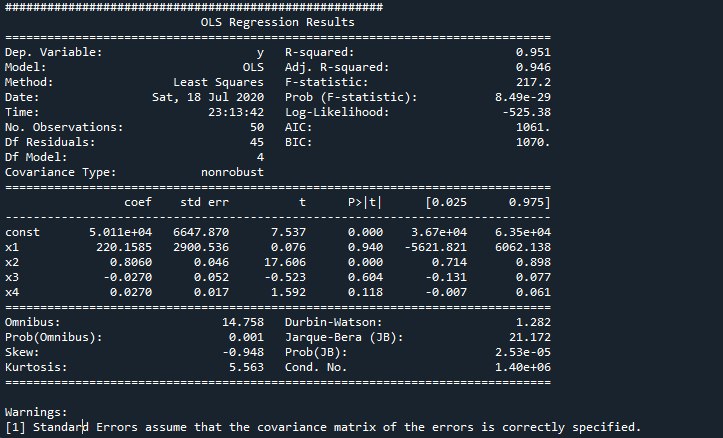 ######################################################
OLS Regression Results
==============================================================================
Dep. Variable: y R-squared: 0.951
Model: OLS Adj. R-squared: 0.946
Method: Least Squares F-statistic: 217.2
Date: Sat, 18 Jul 2020 Prob (F-statistic): 8.49e-29
Time: 23:13:42 Log-Likelihood: -525.38
No. Observations: 50 AIC: 1061.
Df Residuals: 45 BIC: 1070.
Df Model: 4
Covariance Type: nonrobust
==============================================================================
coef std err t P>|t| [0.025 0.975]
------------------------------------------------------------------------------
const 5.011e+04 6647.870 7.537 0.000 3.67e+04 6.35e+04
x1 220.1585 2900.536 0.076 0.940 -5621.821 6062.138
x2 0.8060 0.046 17.606 0.000 0.714 0.898
x3 -0.0270 0.052 -0.523 0.604 -0.131 0.077
x4 0.0270 0.017 1.592 0.118 -0.007 0.061
==============================================================================
Omnibus: 14.758 Durbin-Watson: 1.282
Prob(Omnibus): 0.001 Jarque-Bera (JB): 21.172
Skew: -0.948 Prob(JB): 2.53e-05
Kurtosis: 5.563 Cond. No. 1.40e+06
==============================================================================
Warnings:
[1] Standard Errors assume that the covariance matrix of the errors is correctly specified.